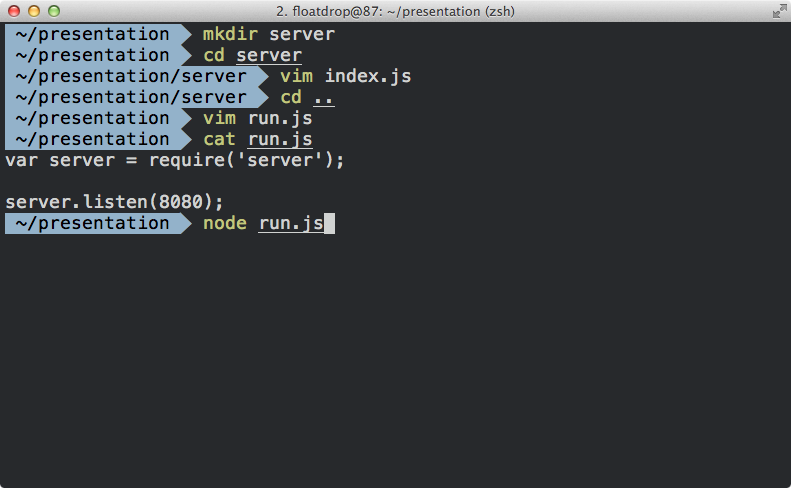 2. floatdrop@87: ~/presentation (zsh)
~/presentation mkdir server
~/presentation cd server
~/presentation/server vim index.js
~/presentation/server cd ..
~/presentation vim run.js
~/presentation cat run.js
var server = require('server');
server.listen(8080);
~/presentation node run.js